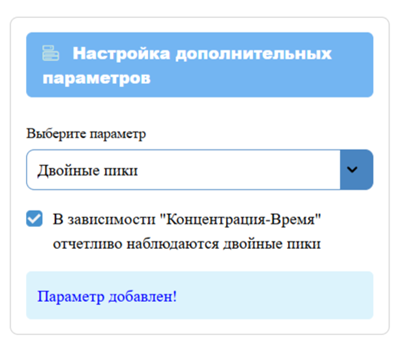 Настройка дополнительных
параметров
Выберите параметр
Двойные пики
В зависимости "Концентрация-Время"
отчетливо наблюдаются двойные пики
Параметр добавлен!